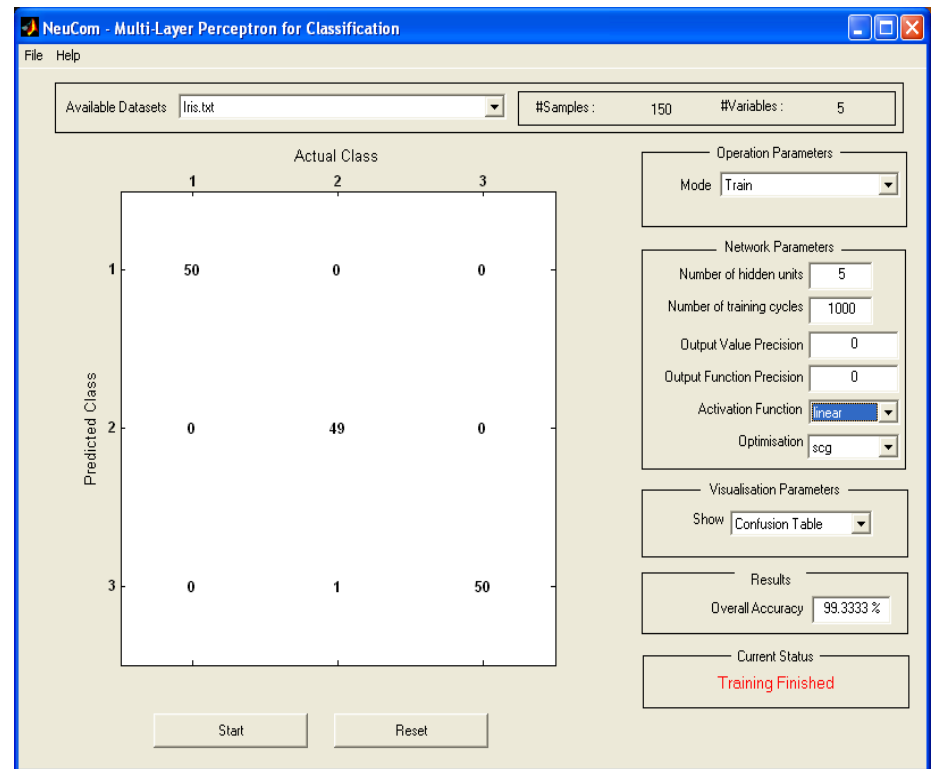 NeuCom - Multi-Layer Perceptron for Classification
File Help
Available Datasets Iris.txt #Samples : 150 #Variables : 5
Actual Class
1 2 3
Predicted Class
1 50 0 0
2 0 49 0
3 0 1 50
Operation Parameters
Mode Train
Network Parameters
Number of hidden units 5
Number of training cycles 1000
Output Value Precision 0
Output Function Precision 0
Activation Function linear
Optimisation scg
Visualisation Parameters
Show Confusion Table
Results
Overall Accuracy 99.3333 %
Current Status
Training Finished
Start Reset